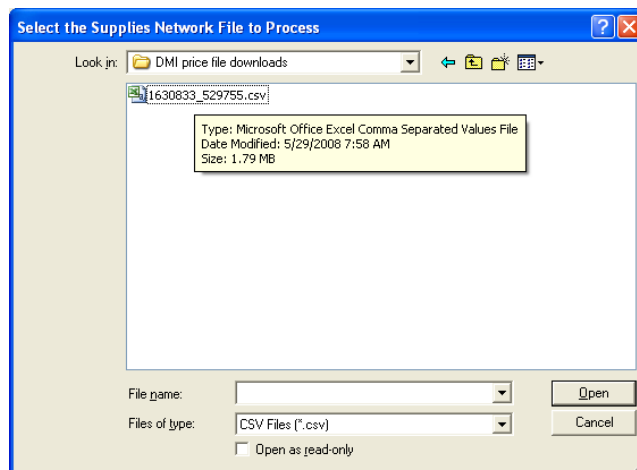 Select the Supplies Network File to Process
Look in: DMI price file downloads
1630833_529755.csv
Type: Microsoft Office Excel Comma Separated Values File
Date Modified: 5/29/2008 7:58 AM
Size: 1.79 MB
File name: Open
Files of type: CSV Files (*.csv) Cancel
Open as read-only